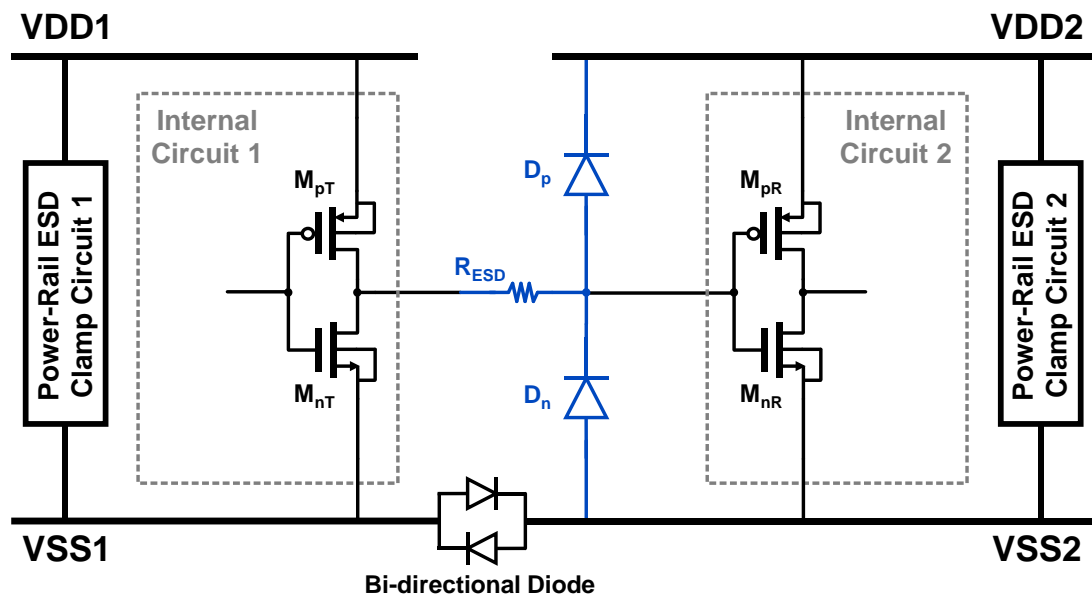 VDD1
VDD2
Internal
Circuit 1
Internal
Circuit 2
Power-Rail ESD
Clamp Circuit 1
MpT
Dp
MpR
Power-Rail ESD
Clamp Circuit 2
RESD
MnT
Dn
MnR
VSS1
VSS2
Bi-directional Diode